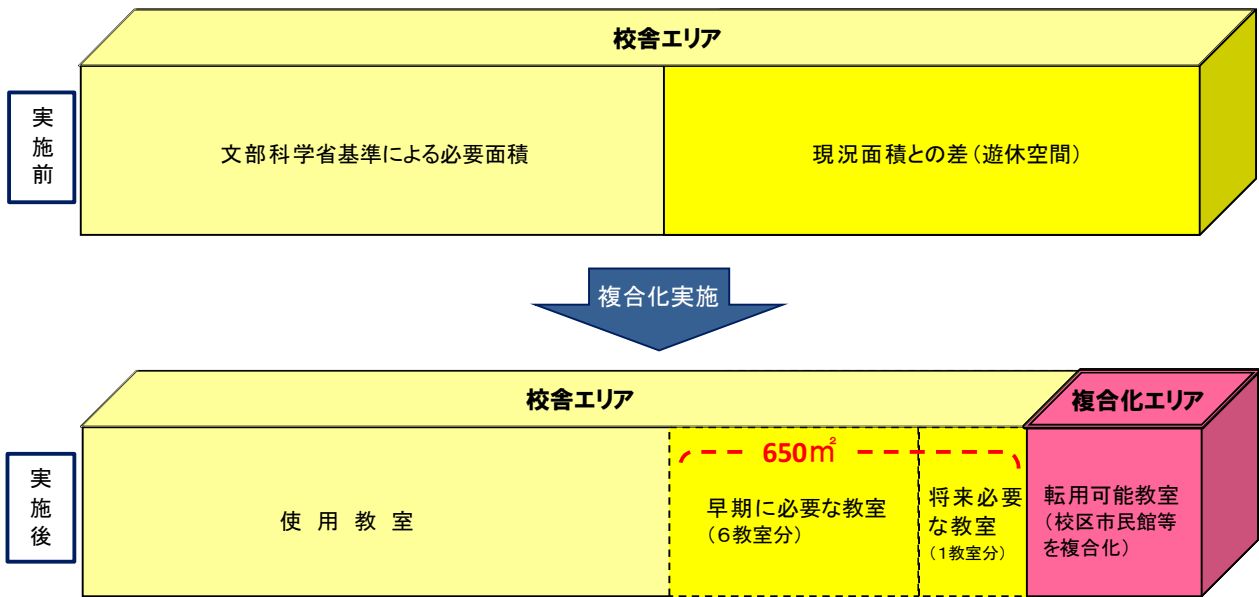 校舎エリア
実施前
文部科学省基準による必要面積
現況面積との差(遊休空間)
複合化実施
校舎エリア
複合化エリア
実施後
使用教室
650㎡
早期に必要な教室
(6教室分)
将来必要
な教室
(1教室分)
転用可能教室
(校区市民館等
を複合化)